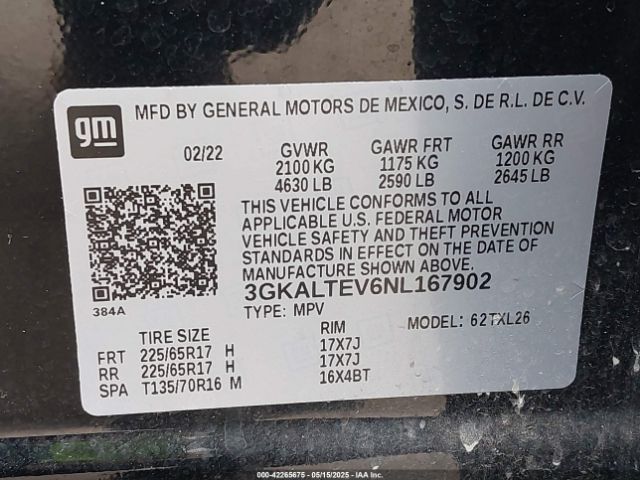 gm
MFD BY GENERAL MOTORS DE MEXICO, S. DE R.L. DE C.V.
02/22 GVWR GAWR FRT GAWR RR
2100 KG 1175 KG 1200 KG
4630 LB 2590 LB 2645 LB
THIS VEHICLE CONFORMS TO ALL
APPLICABLE U.S. FEDERAL MOTOR
VEHICLE SAFETY AND THEFT PREVENTION
STANDARDS IN EFFECT ON THE DATE OF
MANUFACTURE SHOWN ABOVE.
3GKALTEV6NL167902
384A
TYPE: MPV MODEL: 62TXL26
TIRE SIZE RIM
FRT 225/65R17 H 17X7J
RR 225/65R17 H 17X7J
SPA T135/70R16 M 16X4BT
000-42265675 - 05/15/2025 - IAAI.COM